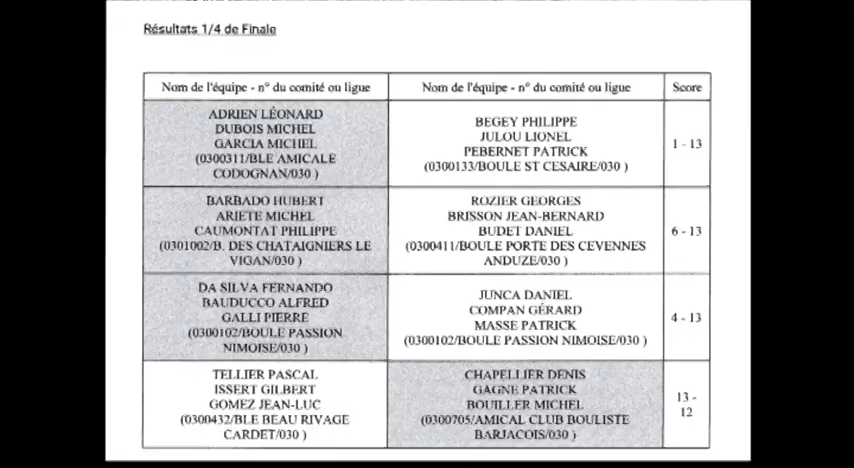 Résultats 1/4 de Finale
Nom de l'équipe - n° du comité ou ligue
Nom de l'équipe - n° du comité ou ligue
Score
ADRIEN LÉONARD
DUBOIS MICHEL
GARCIA MICHEL
(0300311/BLE AMICALE
CODOGNAN/030 )
BEGEY PHILIPPE
JULOU LIONEL
PEBERNET PATRICK
(0300133/BOULE ST CESAIRE/030 )
1 - 13
BARBADO HUBERT
ARIETE MICHEL
CAUMONTAT PHILIPPE
(0301002/B. DES CHATAIGNIERS LE
VIGAN/030 )
ROZIER GEORGES
BRISSON JEAN-BERNARD
BUDET DANIEL
(0300411/BOULE PORTE DES CEVENNES
ANDUZE/030 )
6 - 13
DA SILVA FERNANDO
BAUDUCCO ALFRED
GALLI PIERRE
(0300102/BOULE PASSION
NIMOISE/030 )
JUNCA DANIEL
COMPAN GÉRARD
MASSE PATRICK
(0300102/BOULE PASSION NIMOISE/030 )
4 - 13
TELLIER PASCAL
ISSERT GILBERT
GOMEZ JEAN-LUC
(0300432/BLE BEAU RIVAGE
CARDET/030 )
CHAPELLIER DENIS
GAGNE PATRICK
BOUILLER MICHEL
(0300705/AMICAL CLUB BOULISTE
BARJACOIS/030 )
13 -
12